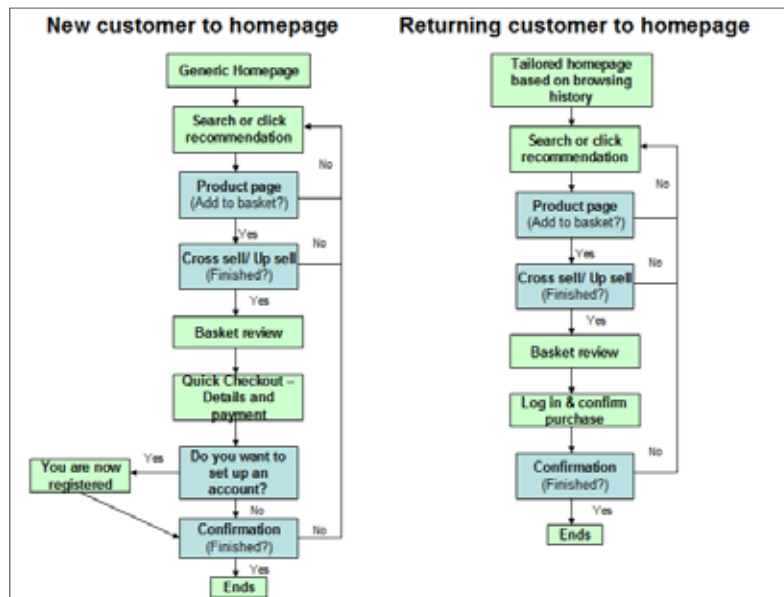 New customer to homepage
Generic Homepage
Search or click
recommendation
No
Product page
(Add to basket?)
Yes
No
Cross sell/ Up sell
(Finished?)
Yes
Basket review
Quick Checkout –
Details and
payment
Yes
Do you want to
set up an
account?
You are now
registered
No
Confirmation
(Finished?)
No
Yes
Ends
Returning customer to homepage
Tailored homepage
based on browsing
history
Search or click
recommendation
No
Product page
(Add to basket?)
Yes
No
Cross sell/ Up sell
(Finished?)
Yes
Basket review
Log in & confirm
purchase
No
Confirmation
(Finished?)
Yes
Ends